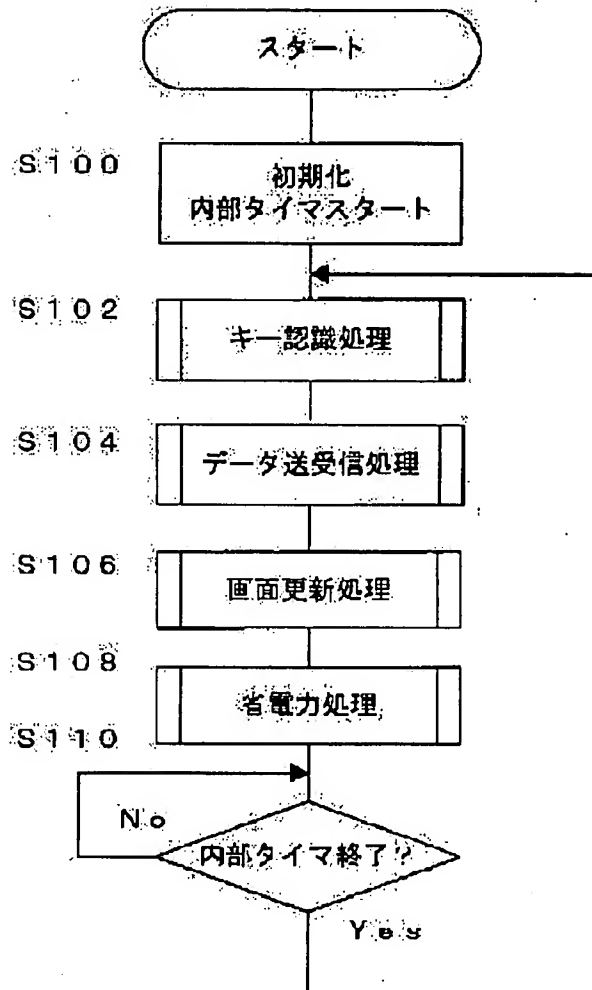 スタート
S100
初期化
内部タイマスタート
S102
キー認識処理
S104
データ送受信処理
S106
画面更新処理
S108
省電力処理
S110
No
内部タイマ終了?
Yes